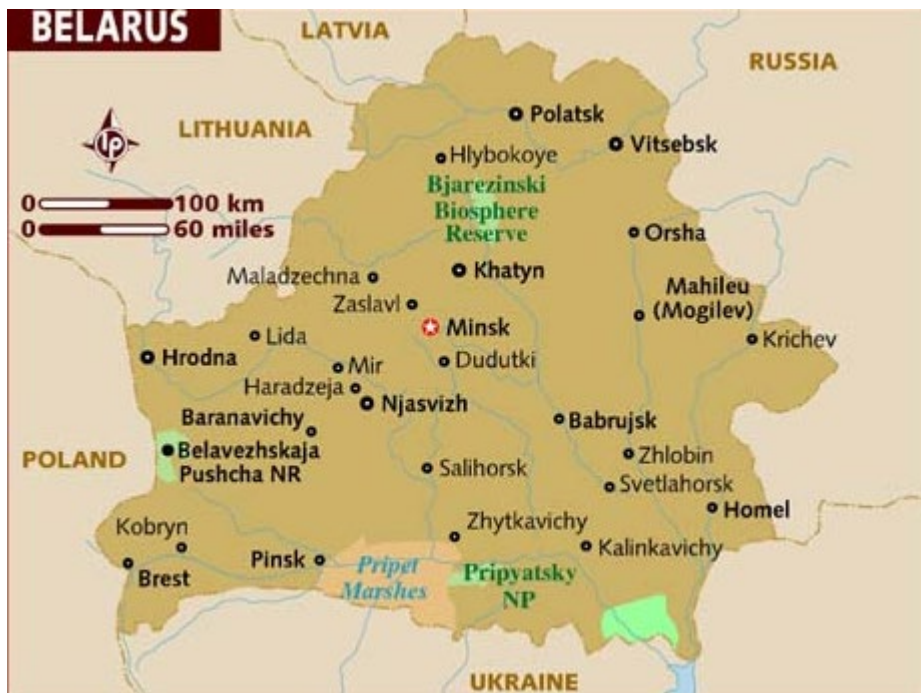 BELARUS
LATVIA
RUSSIA
LITHUANIA
lp
Polatsk
Vitsebsk
Hlybokoye
Bjarezinski
Biosphere
Reserve
0 100 km
0 60 miles
Orsha
Khatyn
Maladzechna
Mahileu
(Mogilev)
Zaslavl
Minsk
Krichev
Lida
Hrodna
Mir
Dudutki
Haradzeja
Njasvizh
Baranavichy
Babrujsk
POLAND
Belavezhskaja
Pushcha NR
Zhlobin
Salihorsk
Svetlahorsk
Homel
Kobryn
Zhytkavichy
Kalinkavichy
Brest
Pinsk
Pripet
Marshes
Pripyatsky
NP
UKRAINE